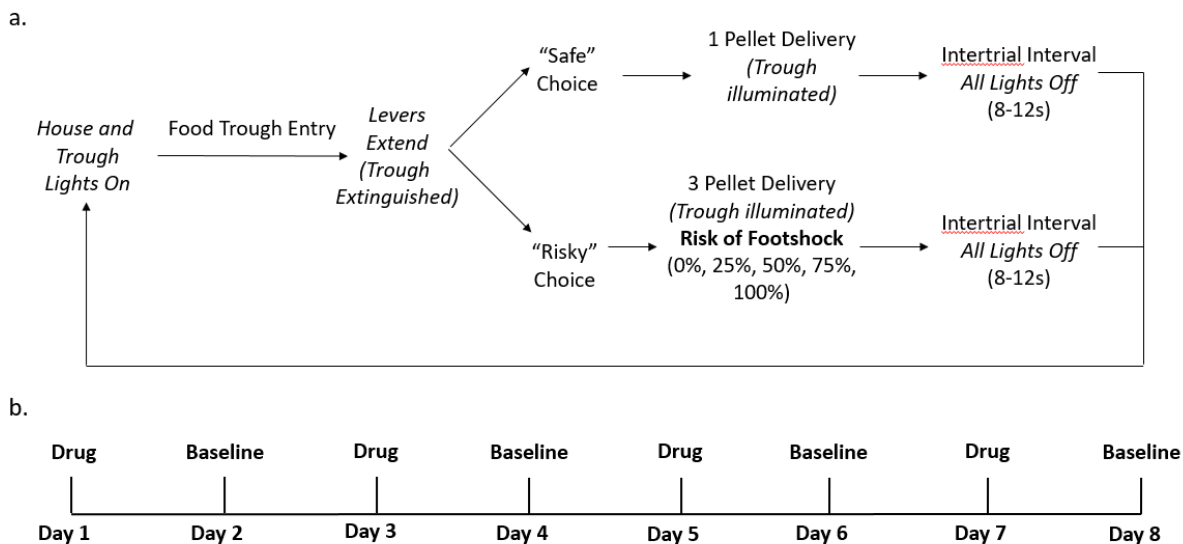 a.
House and
Trough
Lights On
Food Trough Entry
Levers
Extend
(Trough
Extinguished)
“Safe”
Choice
1 Pellet Delivery
(Trough
illuminated)
Intertrial Interval
All Lights Off
(8-12s)
“Risky”
Choice
3 Pellet Delivery
(Trough illuminated)
Risk of Footshock
(0%, 25%, 50%, 75%,
100%)
Intertrial Interval
All Lights Off
(8-12s)
b.
Drug Baseline Drug Baseline Drug Baseline Drug Baseline
Day 1 Day 2 Day 3 Day 4 Day 5 Day 6 Day 7 Day 8